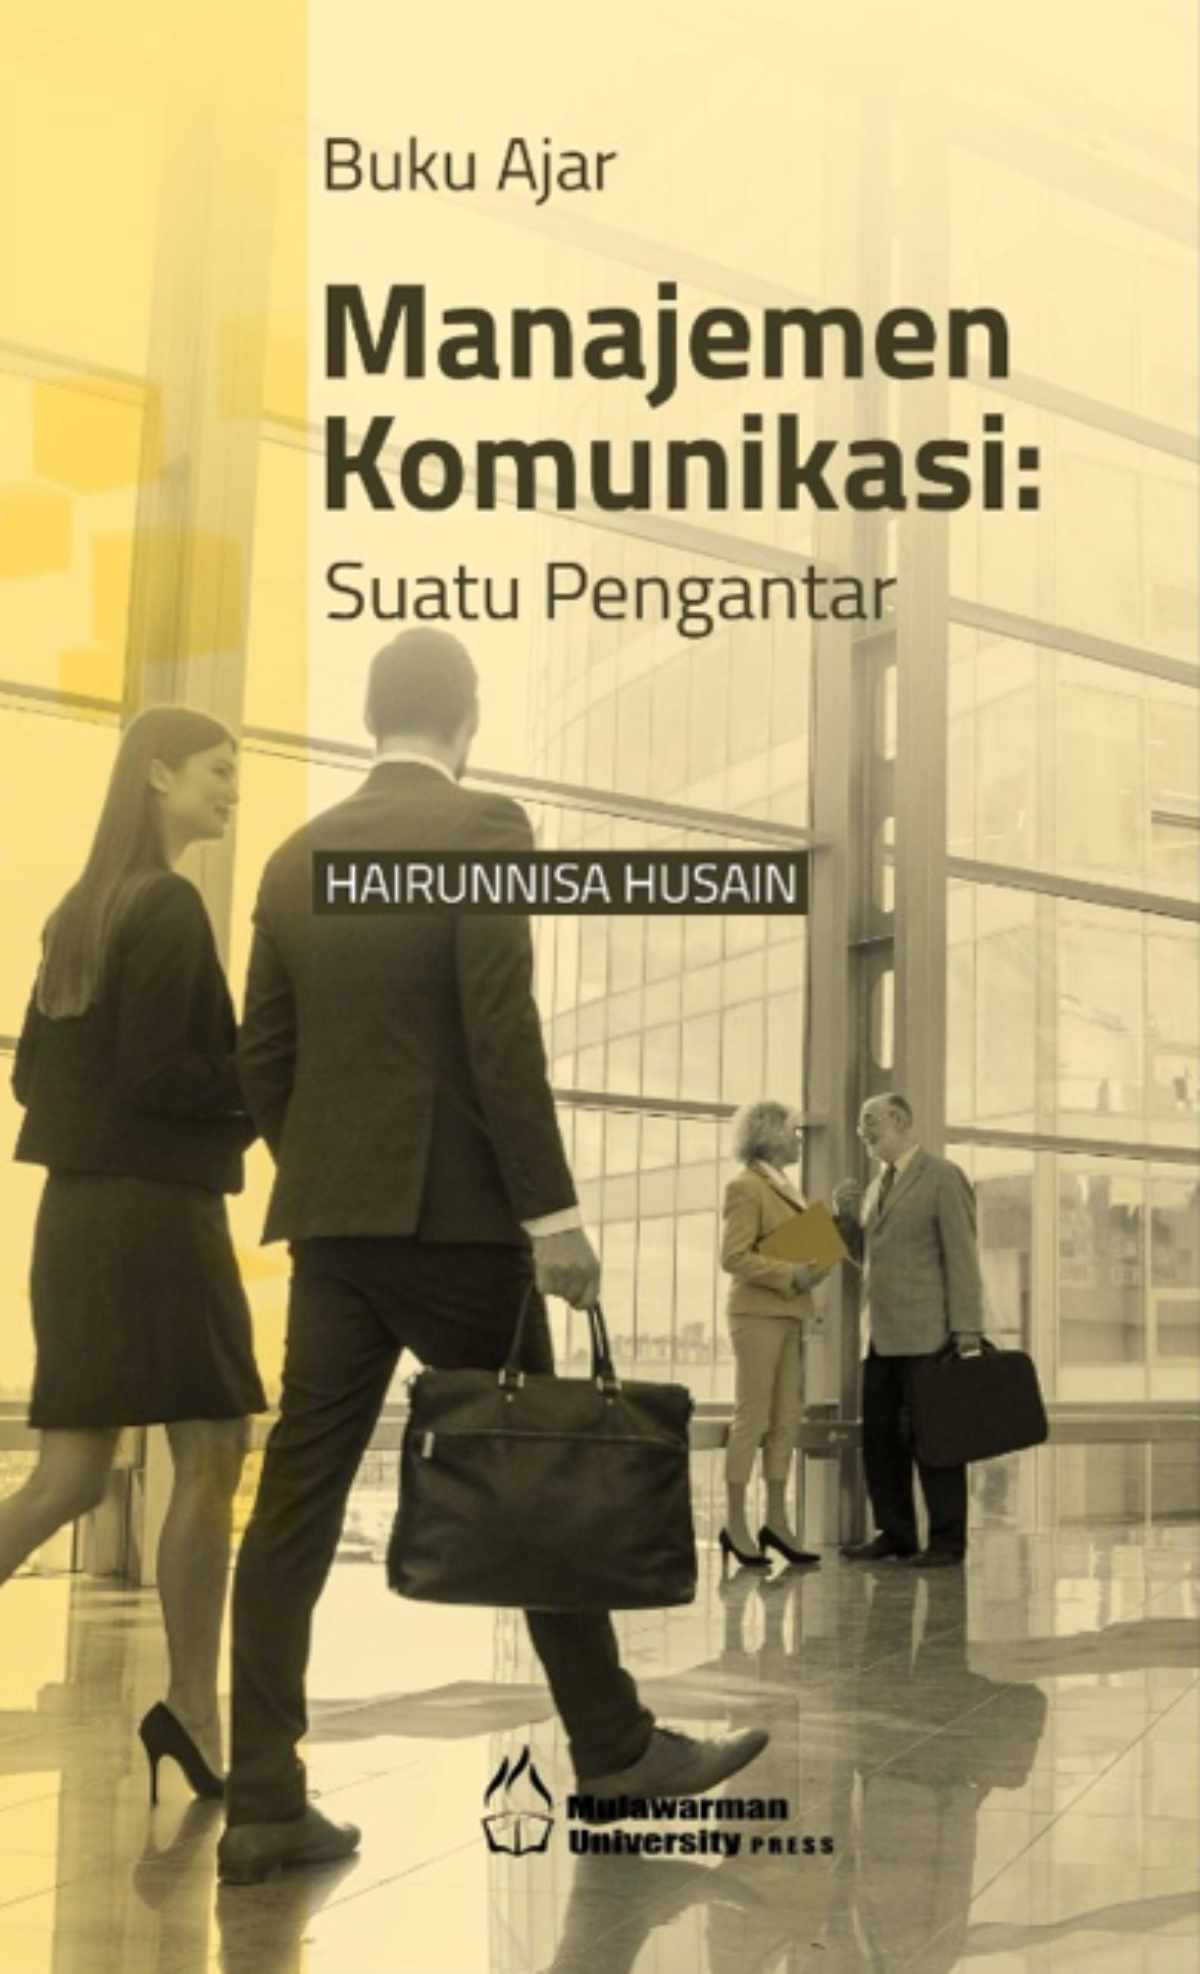 Buku Ajar
Manajemen
Komunikasi:
Suatu Pengantar
HAIRUNNISA HUSAIN
Mulawarman
University PRESS